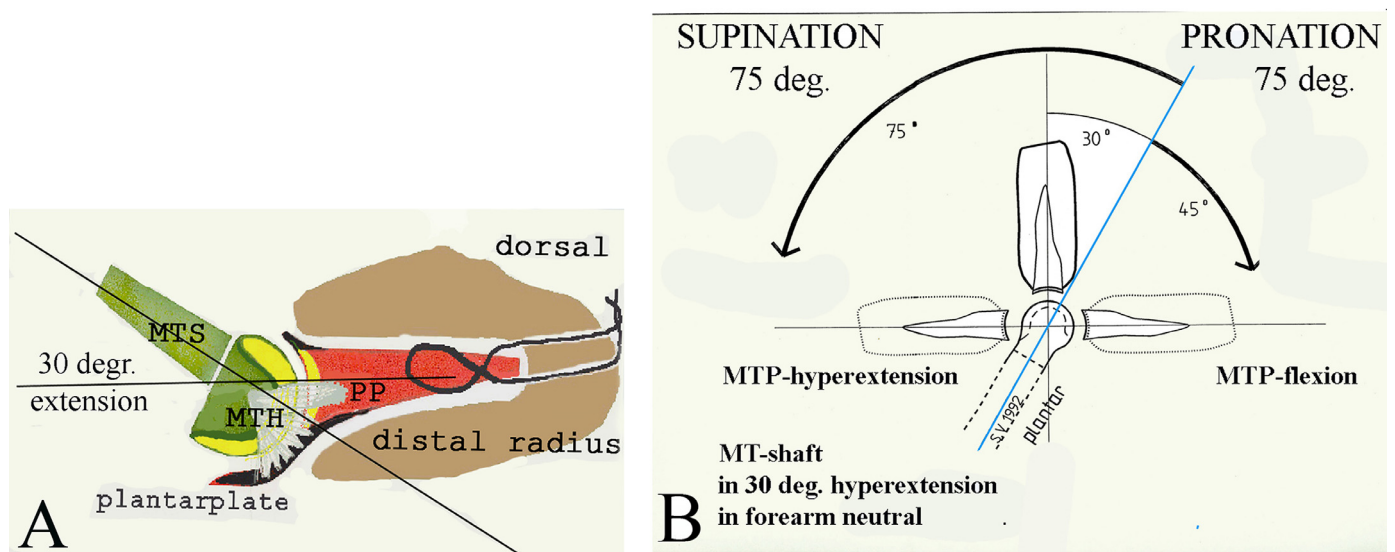 dorsal
MTS
30 degr.
extension
PP
MTH
distal radius
plantarplate
A
SUPINATION
75 deg.
PRONATION
75 deg.
75°
30°
45°
MTP-hyperextension
MTP-flexion
S.V. 1992
plantar
MT-shaft
in 30 deg. hyperextension
in forearm neutral
B